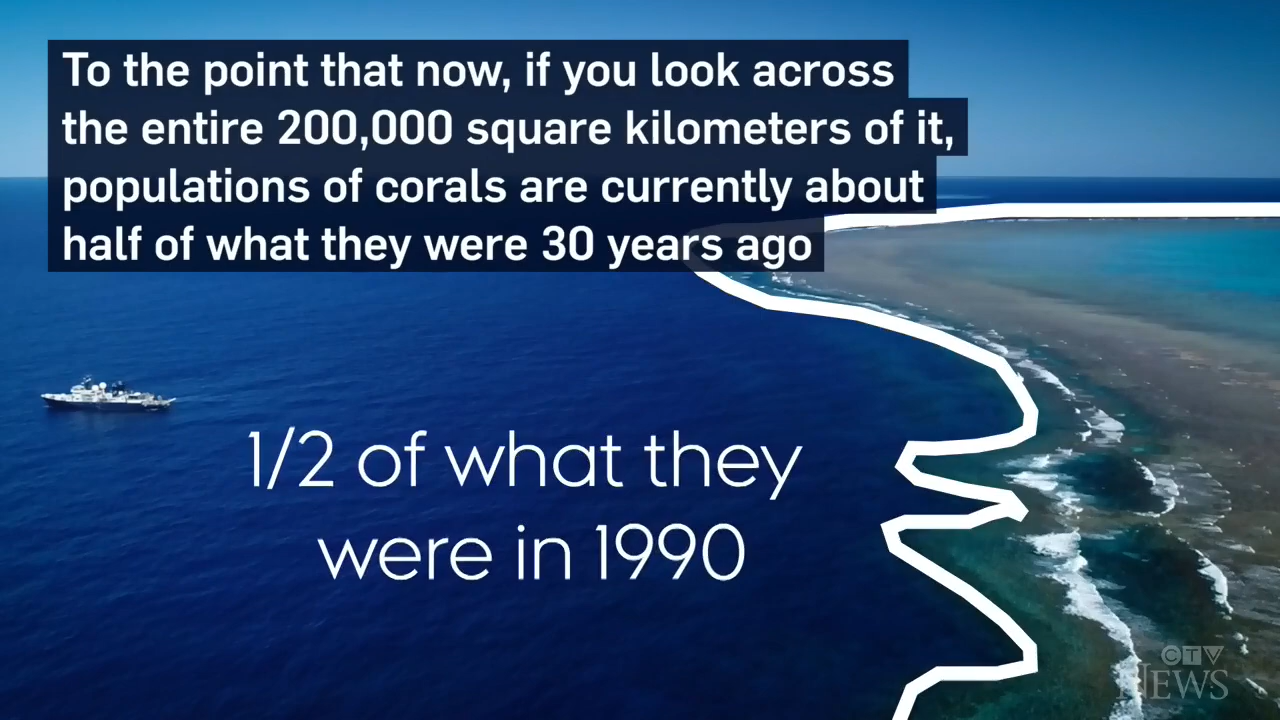 To the point that now, if you look across
the entire 200,000 square kilometers of it,
populations of corals are currently about
half of what they were 30 years ago
1/2 of what they
were in 1990
CTV
NEWS